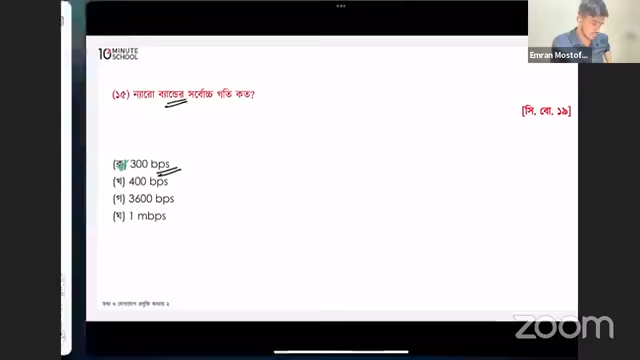 10 MINUTE SCHOOL
Emran Mostof...
(১৫) ন্যারো ব্যান্ডের সর্বোচ্চ গতি কত?
[সি. বো. ১৯]
(ক) 300 bps
(খ) 400 bps
(গ) 3600 bps
(ঘ) 1 mbps
তথ্য ও যোগাযোগ প্রযুক্তি অধ্যায় ২
zoom